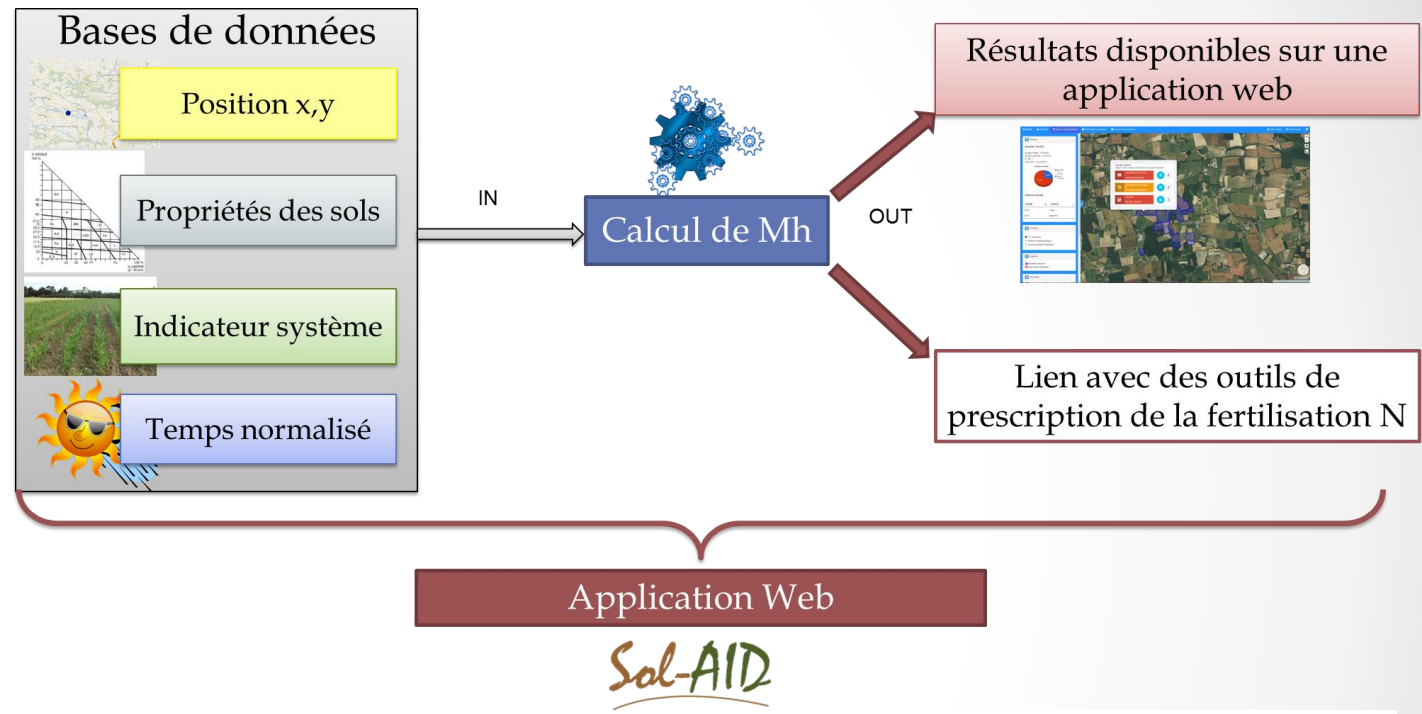 Bases de données
Position x,y
Propriétés des sols
Indicateur système
Temps normalisé
IN
Calcul de Mh
OUT
Résultats disponibles sur une
application web
Lien avec des outils de
prescription de la fertilisation N
Application Web
Sol-AID